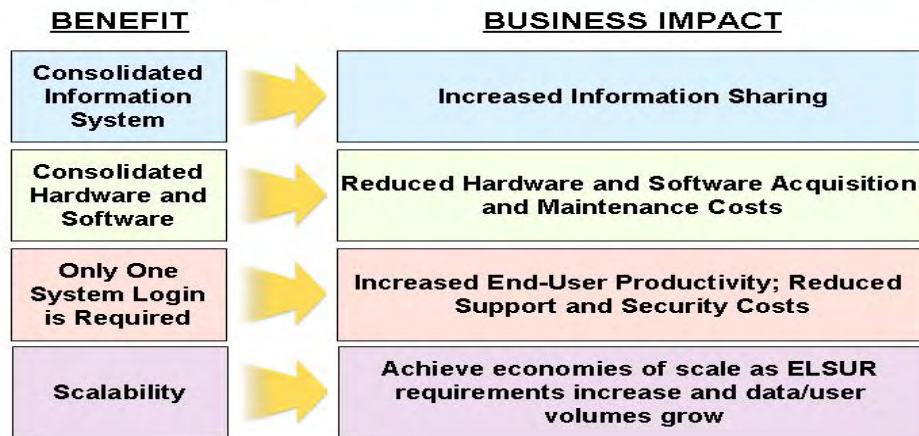 BENEFIT
BUSINESS IMPACT
Consolidated
Information
System
Increased Information Sharing
Consolidated
Hardware and
Software
Reduced Hardware and Software Acquisition
and Maintenance Costs
Only One
System Login
is Required
Increased End-User Productivity; Reduced
Support and Security Costs
Scalability
Achieve economies of scale as ELSUR
requirements increase and data/user
volumes grow